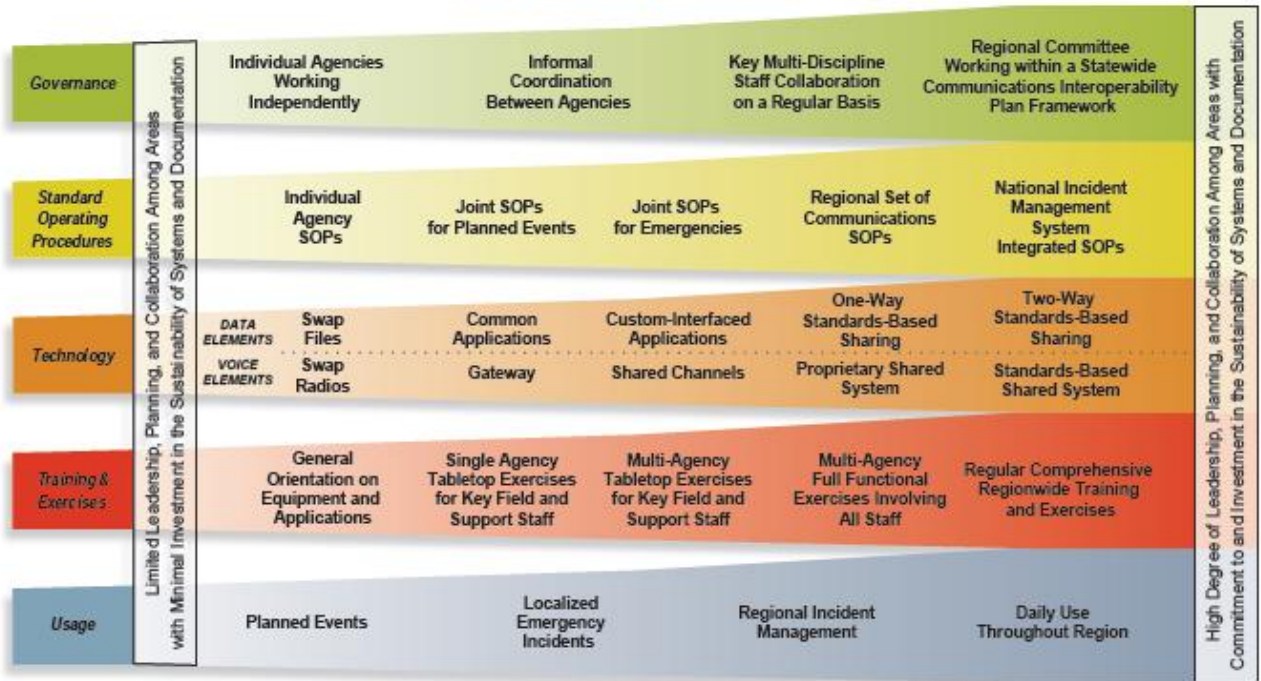 Limited Leadership, Planning, and Collaboration Among Areas
with Minimal Investment in the Sustainability of Systems and Documentation
Governance
Individual Agencies
Working
Independently
Informal
Coordination
Between Agencies
Key Multi-Discipline
Staff Collaboration
on a Regular Basis
Regional Committee
Working within a Statewide
Communications Interoperability
Plan Framework
Standard
Operating
Procedures
Individual
Agency
SOPs
Joint SOPs
for Planned Events
Joint SOPs
for Emergencies
Regional Set of
Communications
SOPs
National Incident
Management
System
Integrated SOPs
Technology
DATA
ELEMENTS
Swap
Files
Common
Applications
Custom-Interfaced
Applications
One-Way
Standards-Based
Sharing
Two-Way
Standards-Based
Sharing
VOICE
ELEMENTS
Swap
Radios
Gateway
Shared Channels
Proprietary Shared
System
Standards-Based
Shared System
Training &
Exercises
General
Orientation on
Equipment and
Applications
Single Agency
Tabletop Exercises
for Key Field and
Support Staff
Multi-Agency
Tabletop Exercises
for Key Field and
Support Staff
Multi-Agency
Full Functional
Exercises Involving
All Staff
Regular Comprehensive
Regionwide Training
and Exercises
Usage
Planned Events
Localized
Emergency
Incidents
Regional Incident
Management
Daily Use
Throughout Region
High Degree of Leadership, Planning, and Collaboration Among Areas with
Commitment to and Investment in the Sustainability of Systems and Documentation